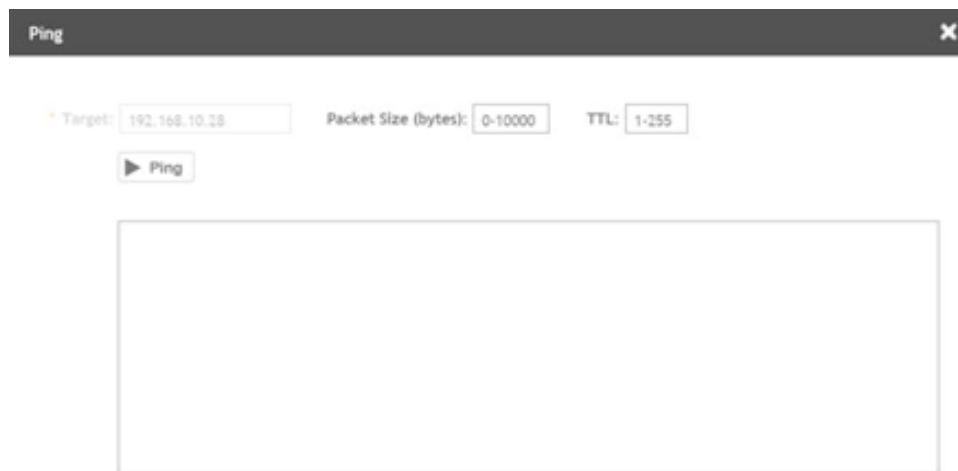 Ping
* Target: 192.168.10.28 Packet Size (bytes): 0-10000 TTL: 1-255
Ping